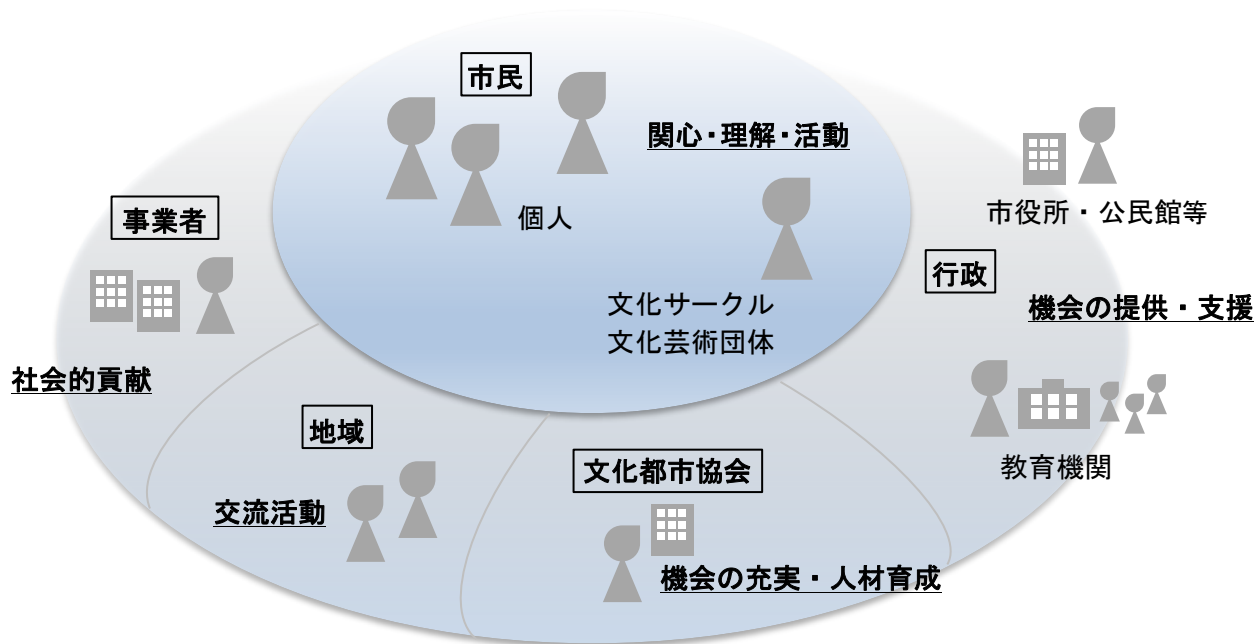 市民
関心・理解・活動
個人
文化サークル
文化芸術団体
事業者
社会的貢献
市役所・公民館等
行政
機会の提供・支援
教育機関
地域
交流活動
文化都市協会
機会の充実・人材育成